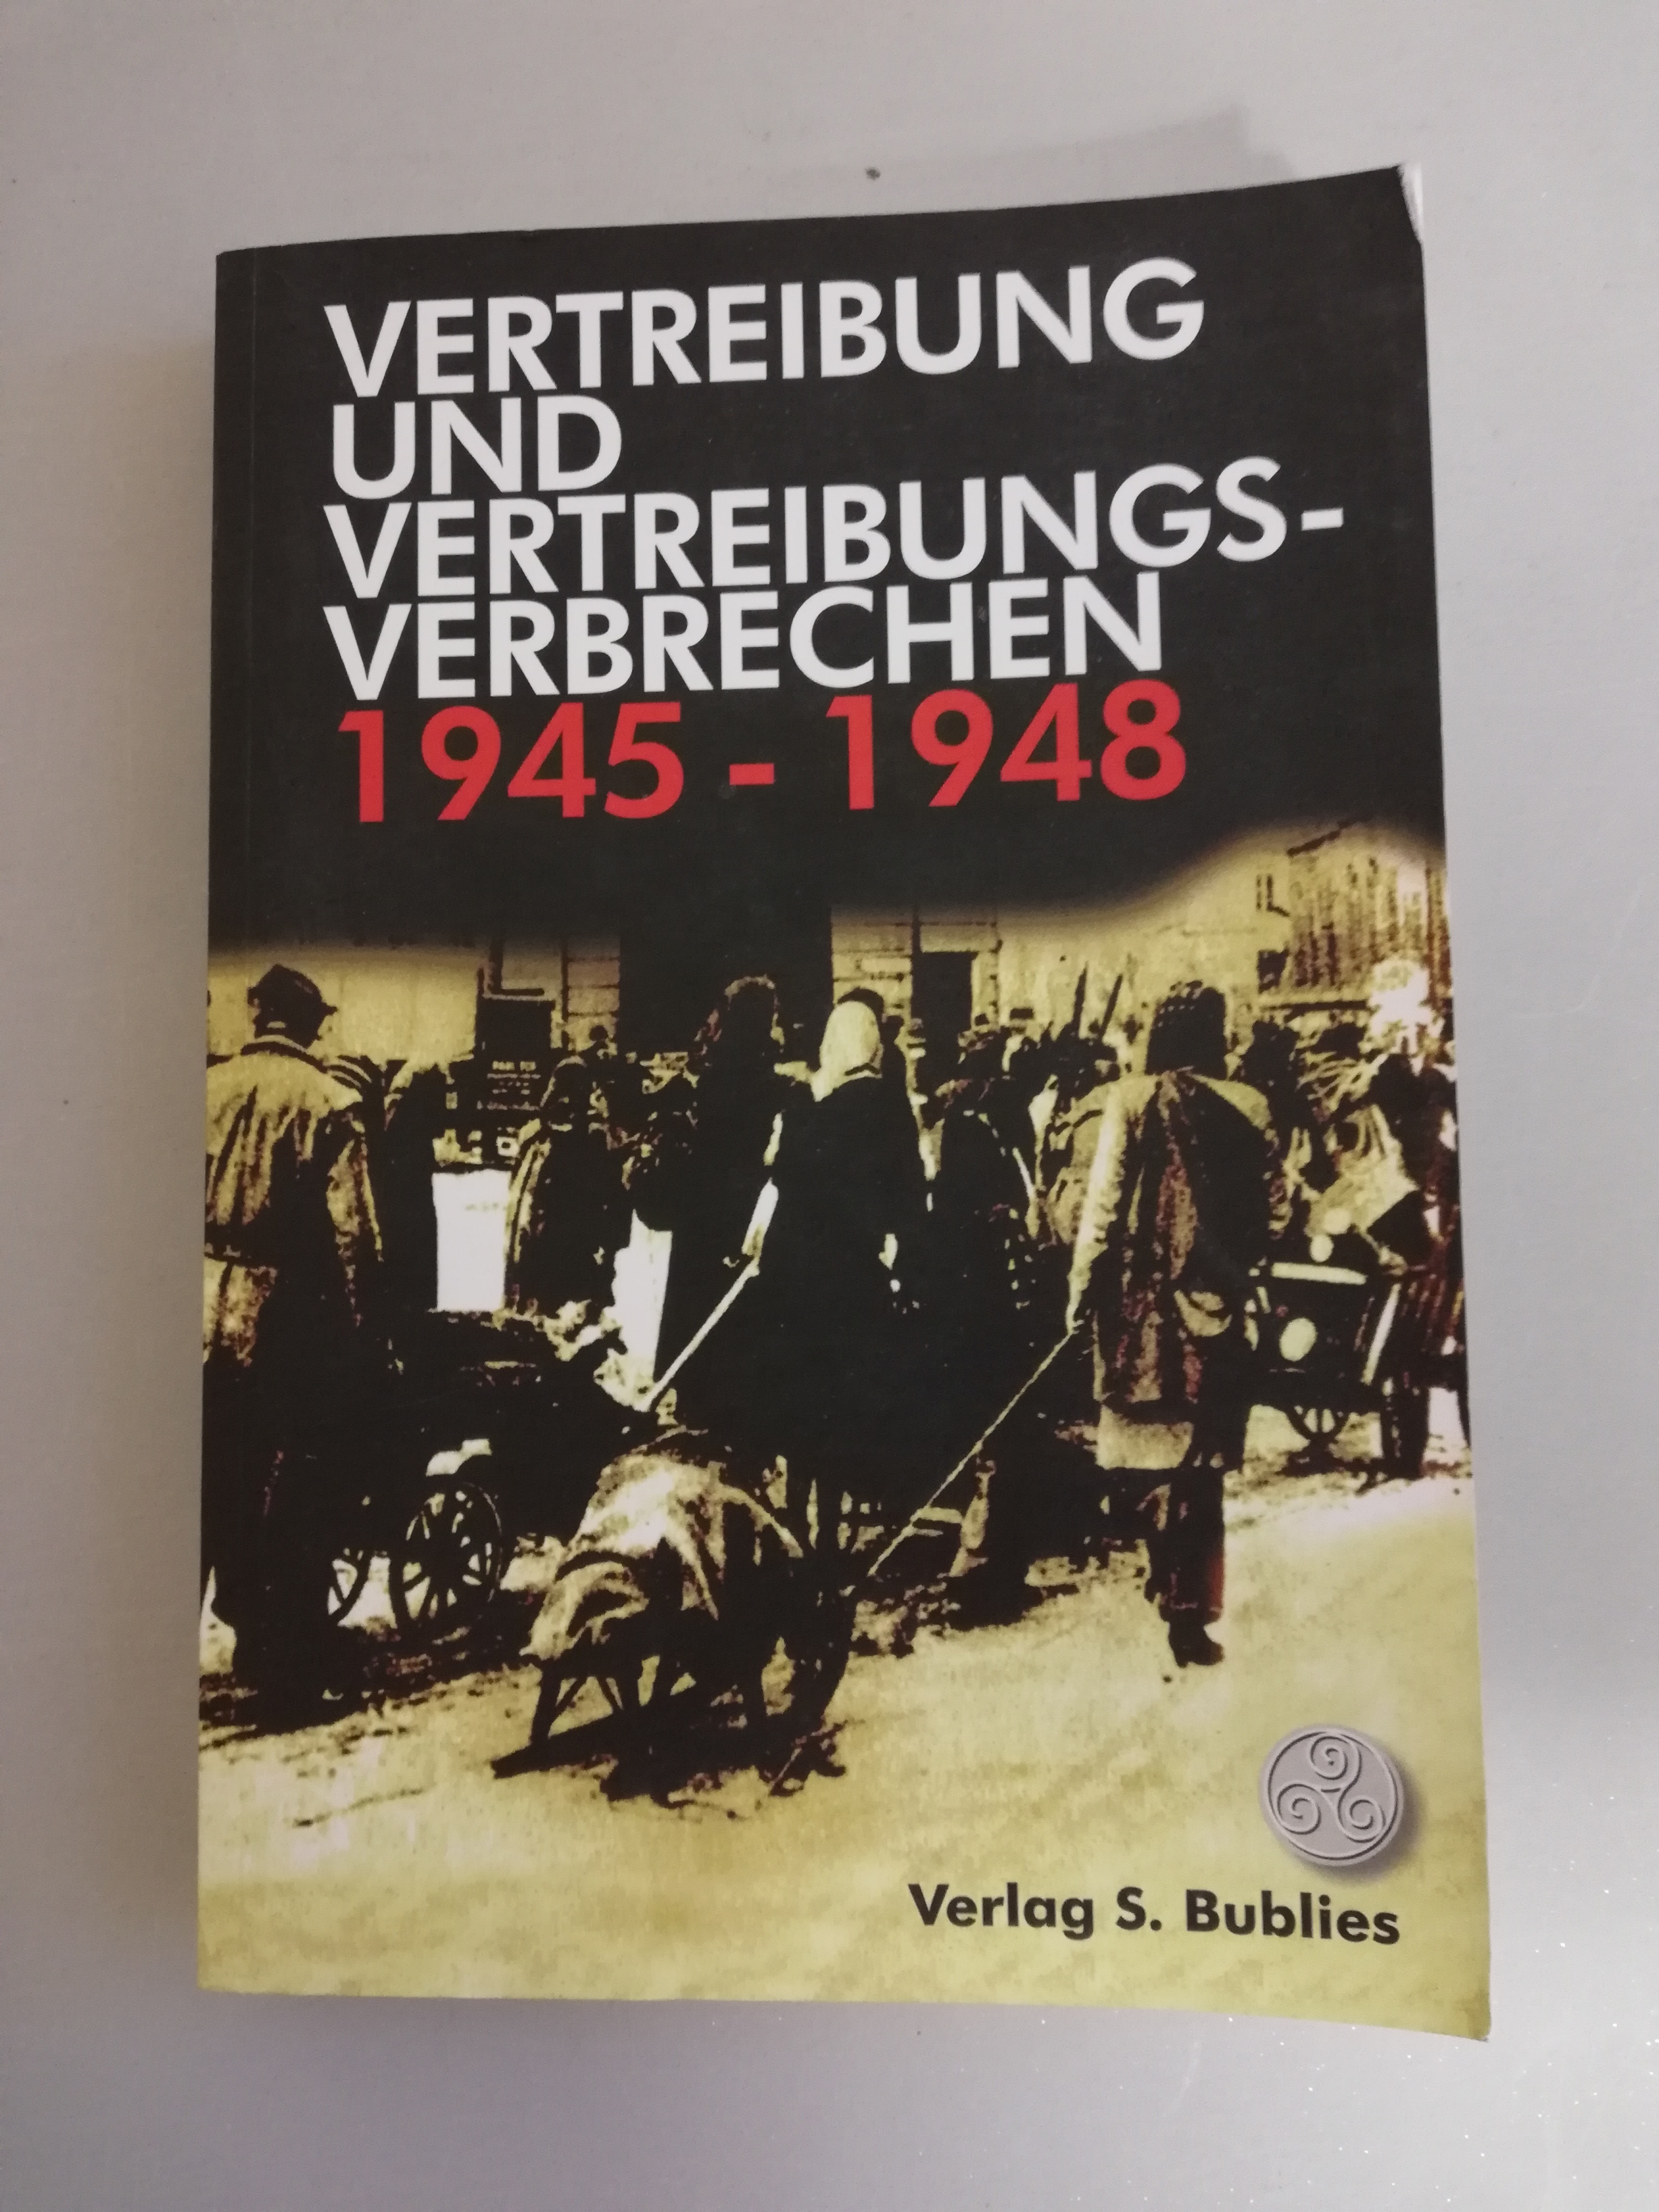 VERTREIBUNG
UND
VERTREIBUNGS-
VERBRECHEN
1945 - 1948
Verlag S. Bublies